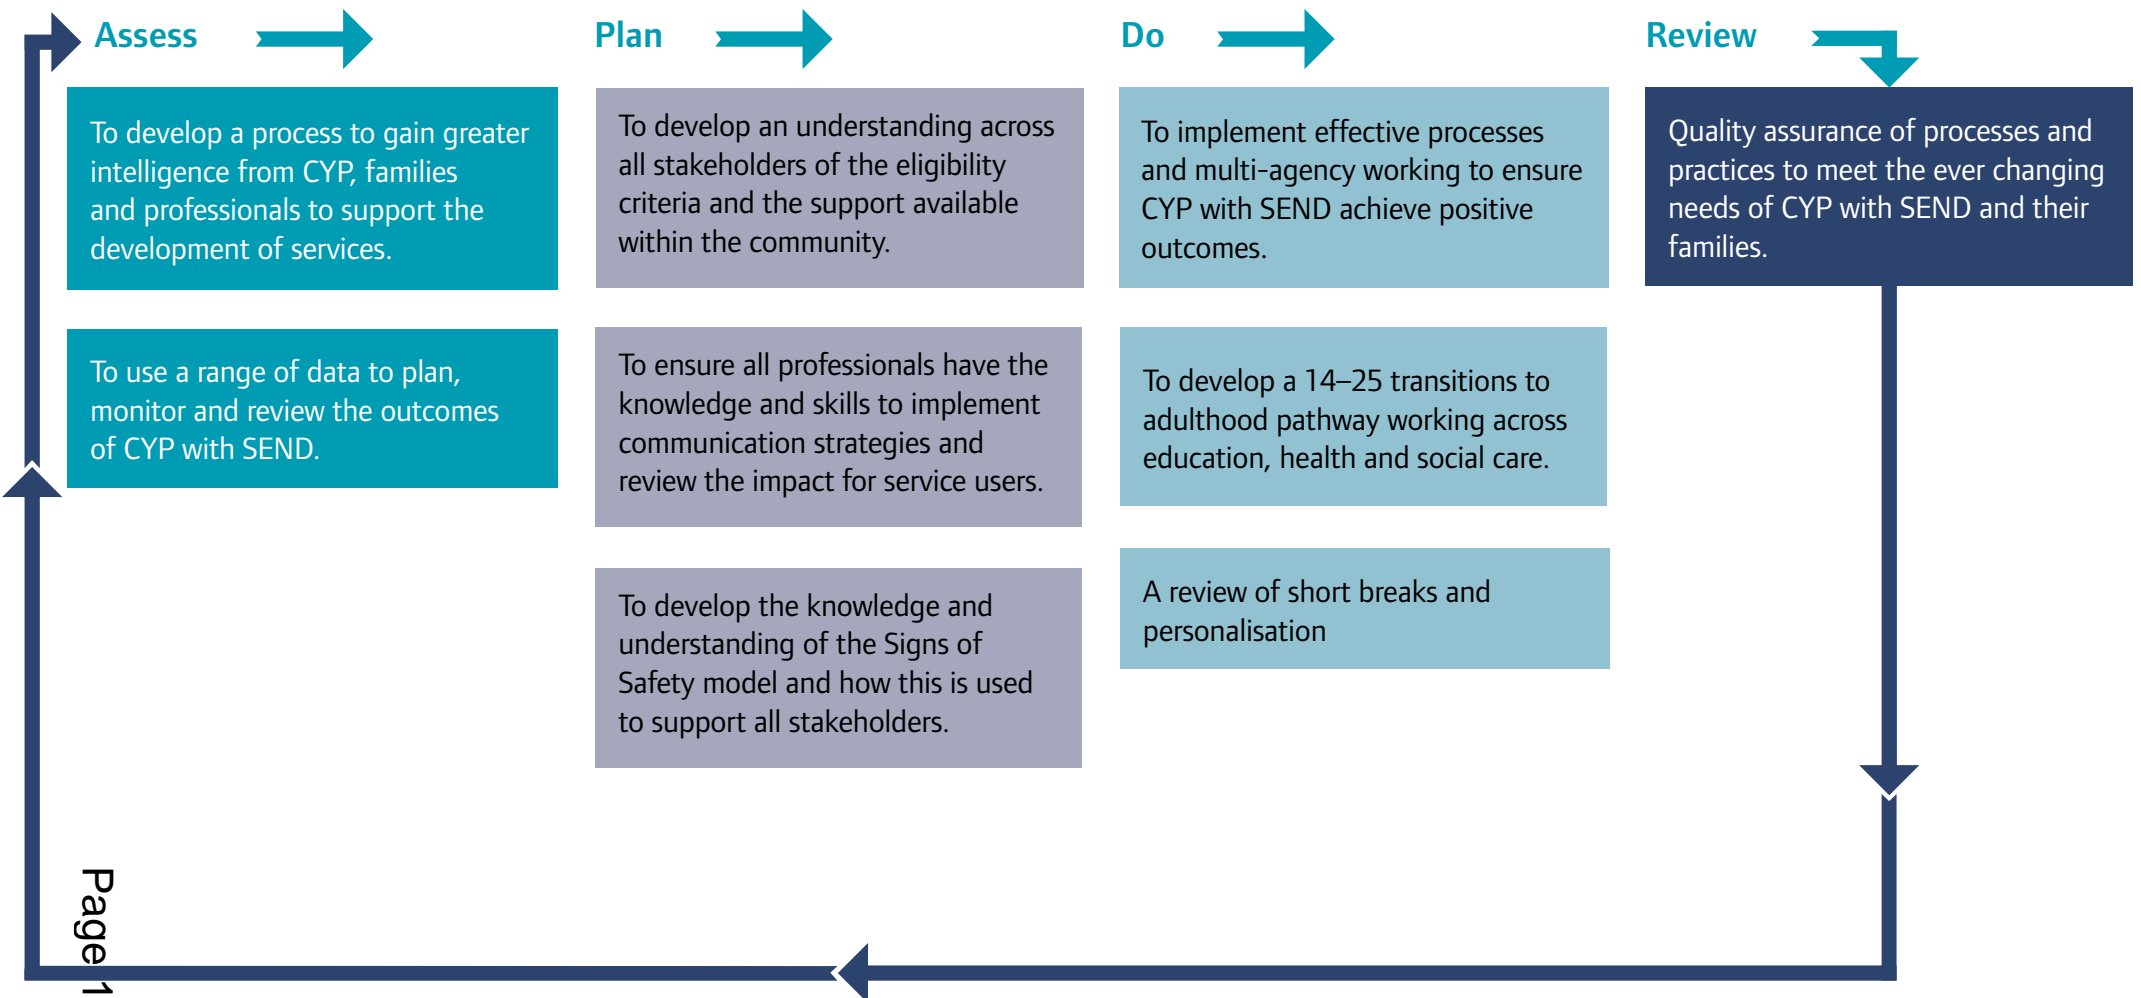 Assess
To develop a process to gain greater
intelligence from CYP, families
and professionals to support the
development of services.
To use a range of data to plan,
monitor and review the outcomes
of CYP with SEND.
Plan
To develop an understanding across
all stakeholders of the eligibility
criteria and the support available
within the community.
To ensure all professionals have the
knowledge and skills to implement
communication strategies and
review the impact for service users.
To develop the knowledge and
understanding of the Signs of
Safety model and how this is used
to support all stakeholders.
Do
To implement effective processes
and multi-agency working to ensure
CYP with SEND achieve positive
outcomes.
To develop a 14–25 transitions to
adulthood pathway working across
education, health and social care.
A review of short breaks and
personalisation
Review
Quality assurance of processes and
practices to meet the ever changing
needs of CYP with SEND and their
families.
Page 1